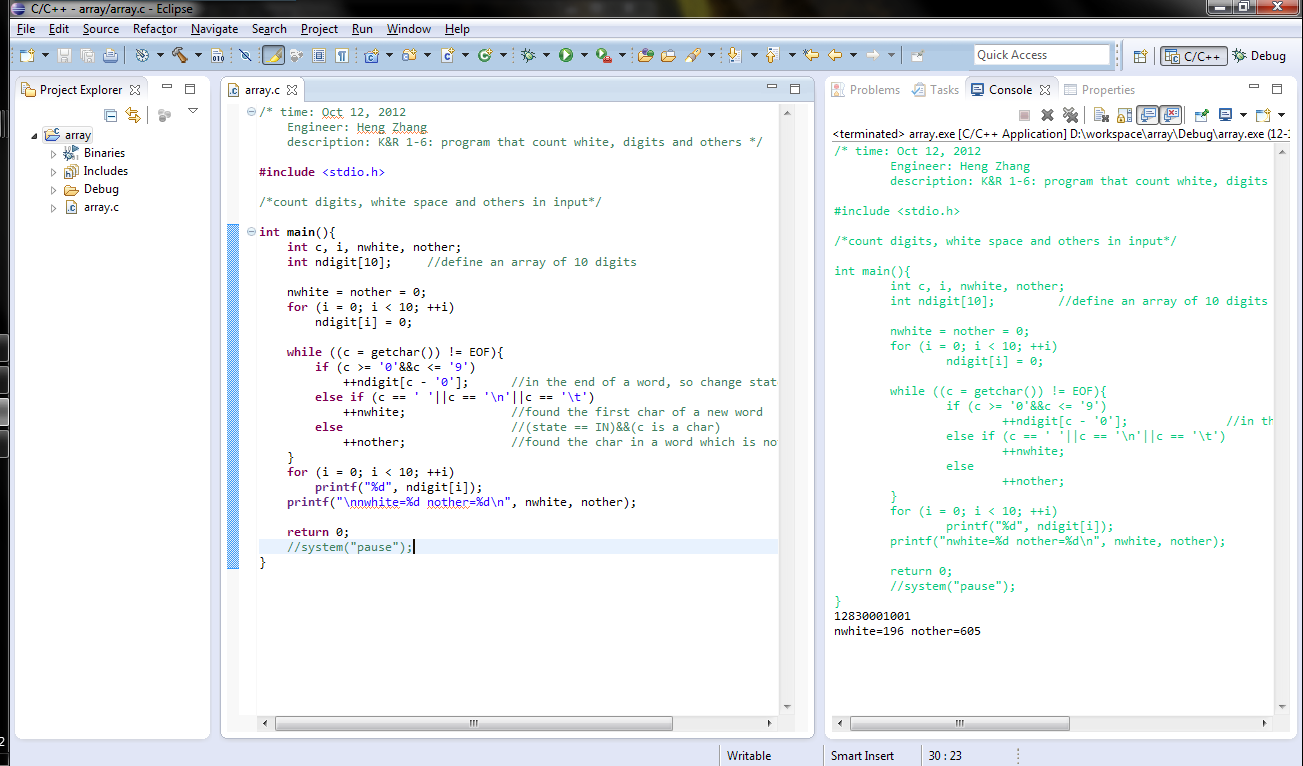 C/C++ - array/array.c - Eclipse
File Edit Source Refactor Navigate Search Project Run Window Help
Quick Access
C/C++
Debug
Project Explorer
array
Binaries
Includes
Debug
array.c
array.c
/* time: Oct 12, 2012
Engineer: Heng Zhang
description: K&R 1-6: program that count white, digits and others */
#include <stdio.h>
/*count digits, white space and others in input*/
int main(){
int c, i, nwhite, nother;
int ndigit[10]; //define an array of 10 digits
nwhite = nother = 0;
for (i = 0; i < 10; ++i)
ndigit[i] = 0;
while ((c = getchar()) != EOF){
if (c >= '0'&&c <= '9')
++ndigit[c - '0']; //in the end of a word, so change stat
else if (c == ' '||c == '\n'||c == '\t')
++nwhite; //found the first char of a new word
else //(state == IN)&&(c is a char)
++nother; //found the char in a word which is no
}
for (i = 0; i < 10; ++i)
printf("%d", ndigit[i]);
printf("\nnwhite=%d nother=%d\n", nwhite, nother);
return 0;
//system("pause");
}
Problems Tasks Console Properties
<terminated> array.exe [C/C++ Application] D:\workspace\array\Debug\array.exe (12-1
/* time: Oct 12, 2012
Engineer: Heng Zhang
description: K&R 1-6: program that count white, digits
#include <stdio.h>
/*count digits, white space and others in input*/
int main(){
int c, i, nwhite, nother;
int ndigit[10]; //define an array of 10 digits
nwhite = nother = 0;
for (i = 0; i < 10; ++i)
ndigit[i] = 0;
while ((c = getchar()) != EOF){
if (c >= '0'&&c <= '9')
++ndigit[c - '0']; //in th
else if (c == ' '||c == '\n'||c == '\t')
++nwhite;
else
++nother;
}
for (i = 0; i < 10; ++i)
printf("%d", ndigit[i]);
printf("nwhite=%d nother=%d\n", nwhite, nother);
return 0;
//system("pause");
}
12830001001
nwhite=196 nother=605
Writable
Smart Insert
30 : 23